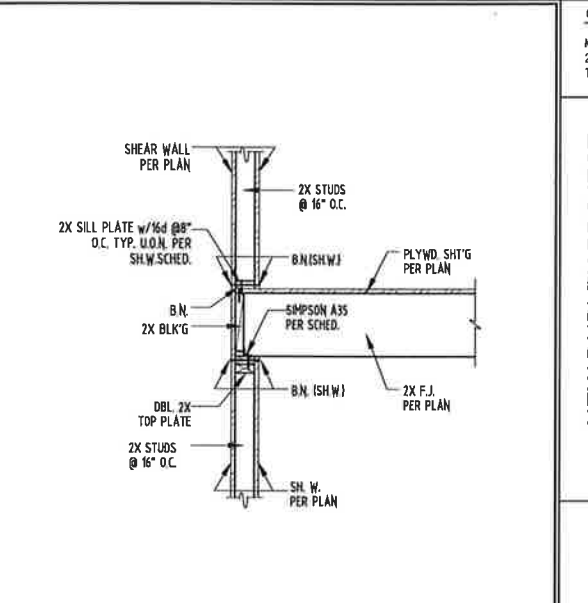 SHEAR WALL
PER PLAN
2X STUDS
@ 16" O.C.
2X SILL PLATE w/16d @8"
O.C. TYP. U.O.N. PER
SH.W.SCHED.
B.N.(SH.W.)
PLYWD. SHT'G
PER PLAN
B.N.
2X BLK'G
SIMPSON A35
PER SCHED.
B.N. (SH.W.)
2X F.J.
PER PLAN
DBL. 2X
TOP PLATE
2X STUDS
@ 16" O.C.
SH. W.
PER PLAN